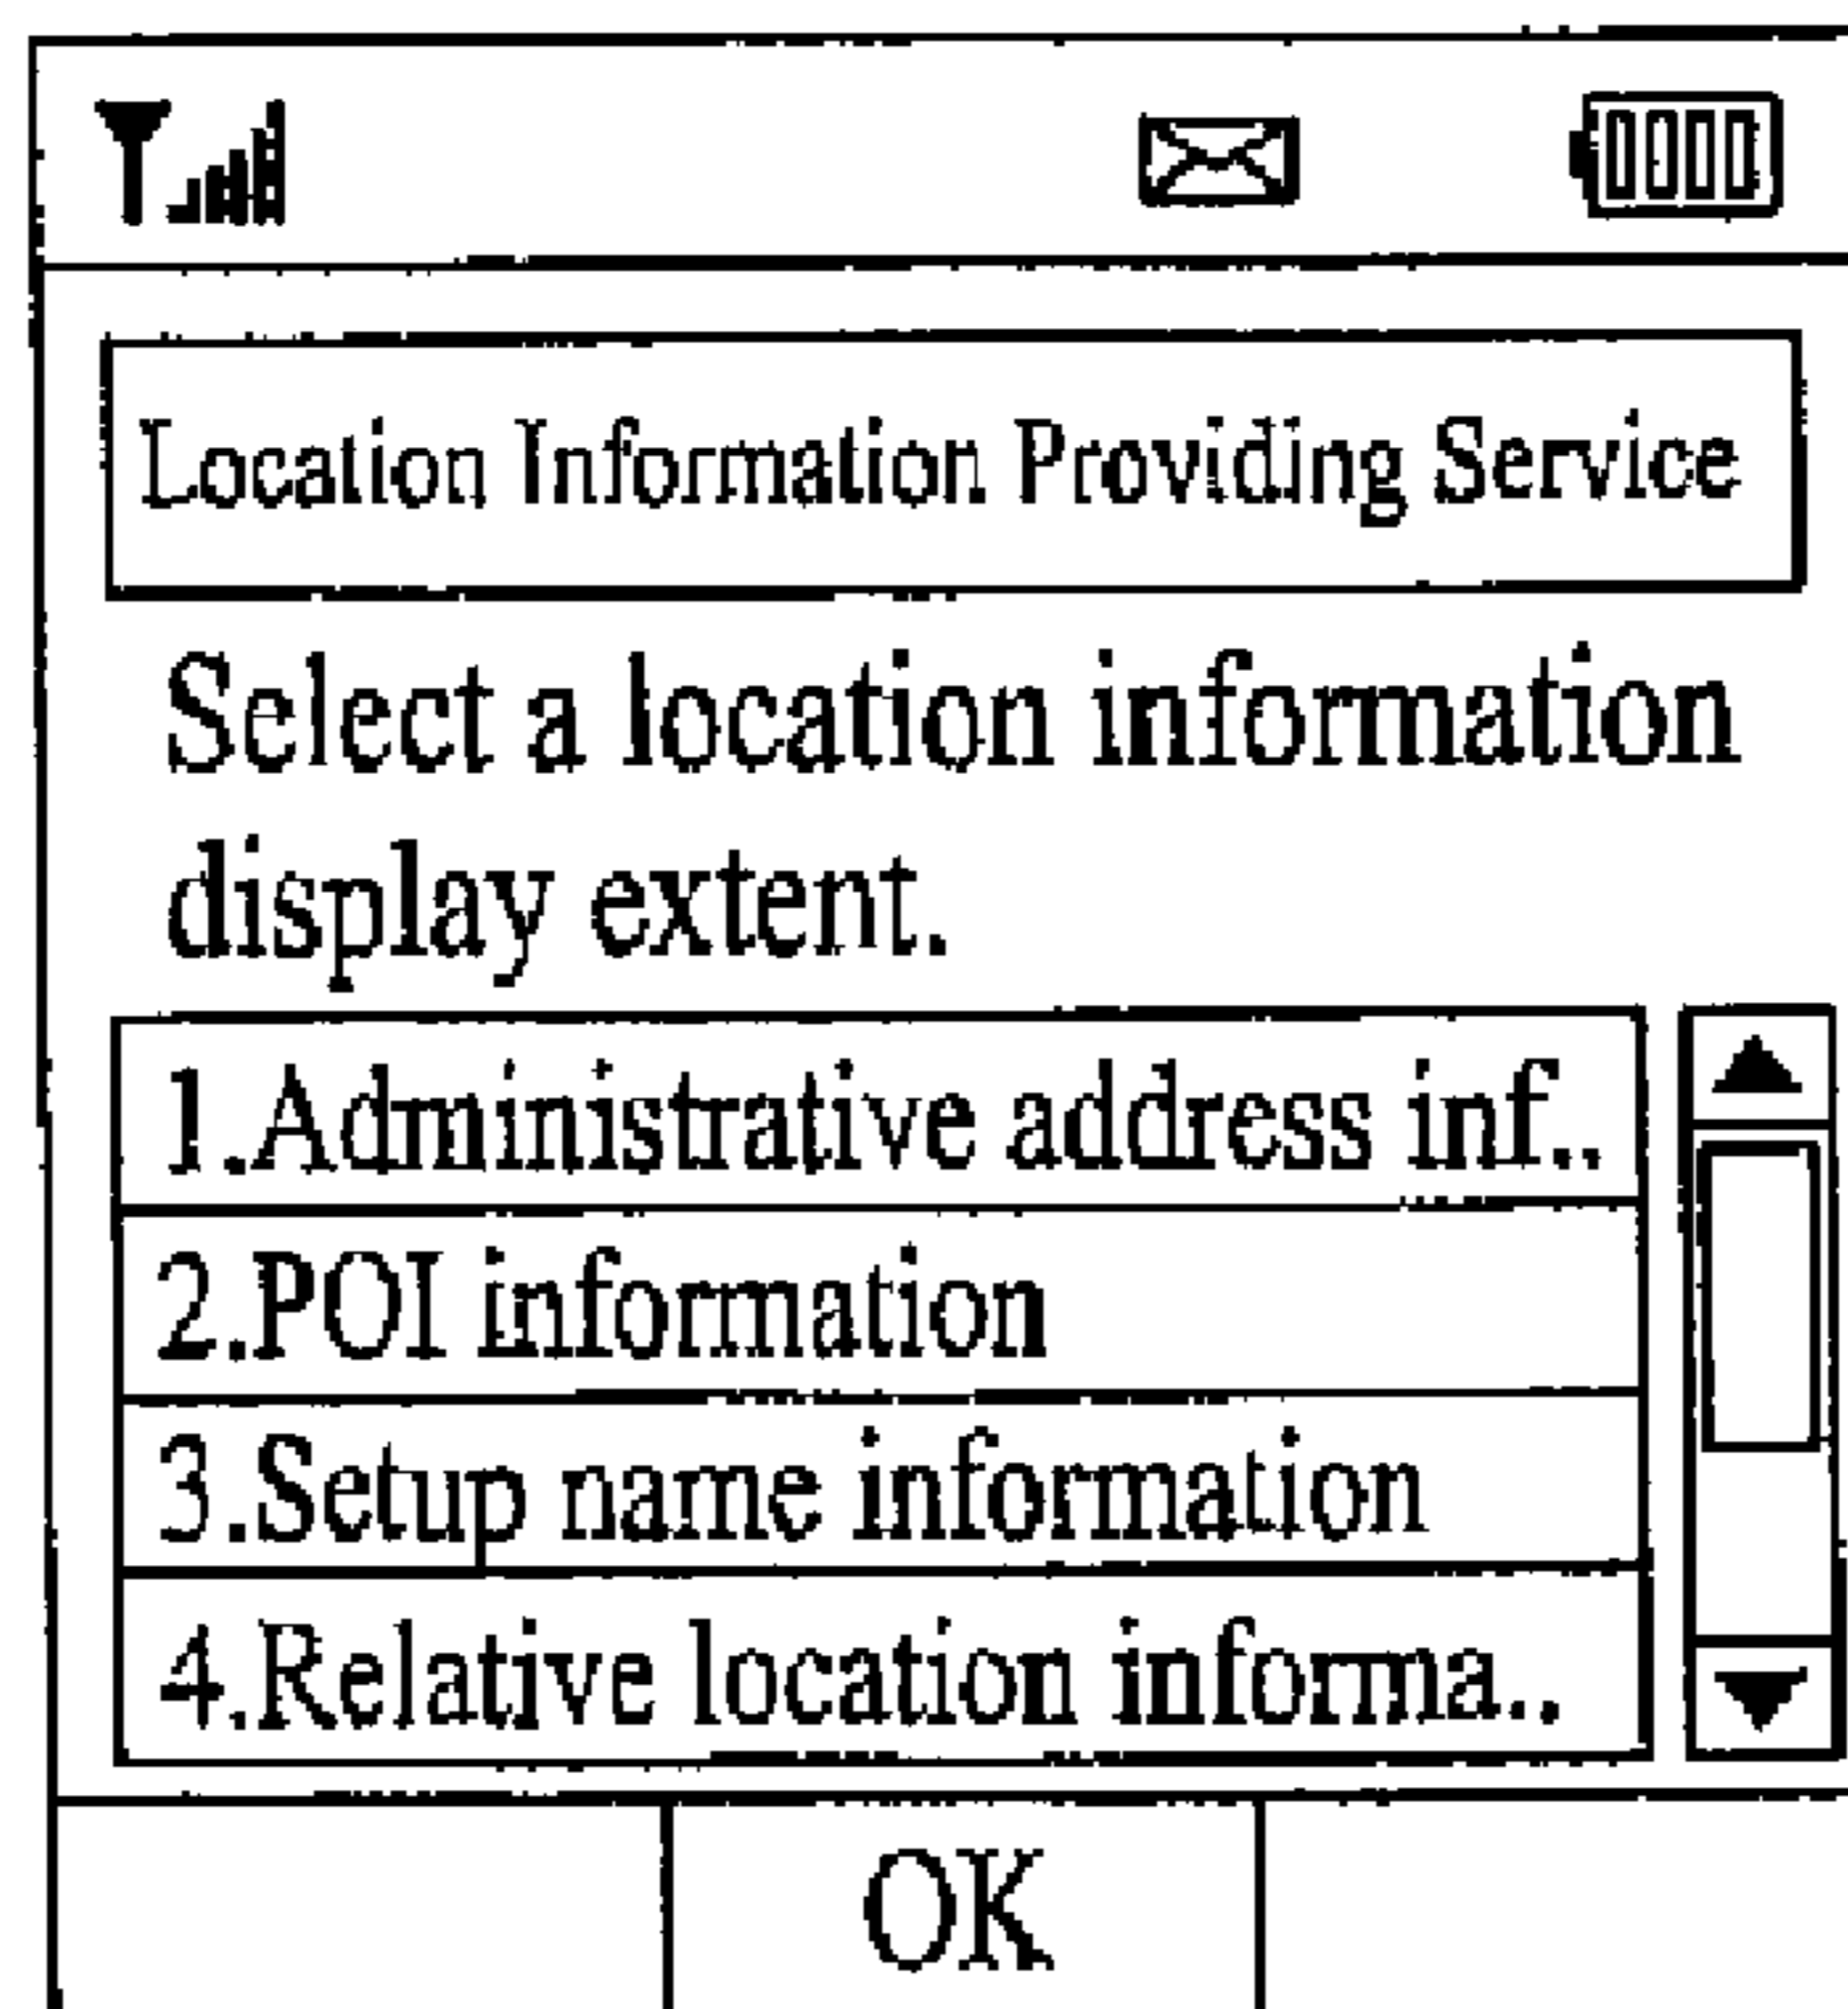 Location Information Providing Service
Select a location information
display extent.
1.Administrative address inf..
2.POI information
3.Setup name information
4.Relative location informa..
OK